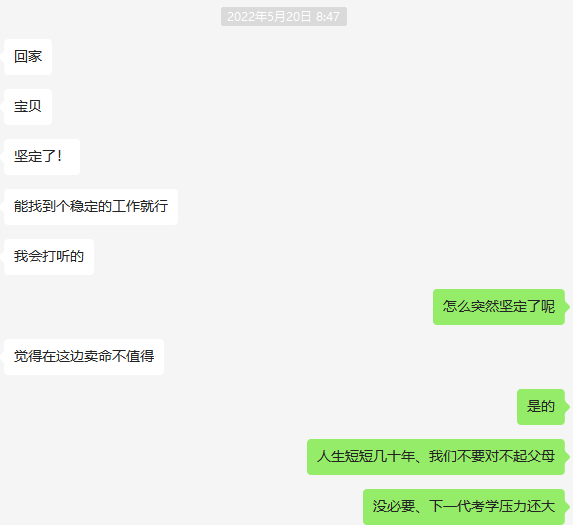 2022年5月20日 8:47
回家
宝贝
坚定了!
能找到个稳定的工作就行
我会打听的
怎么突然坚定了呢
觉得在这边卖命不值得
是的
人生短短几十年、我们不要对不起父母
没必要、下一代考学压力还大